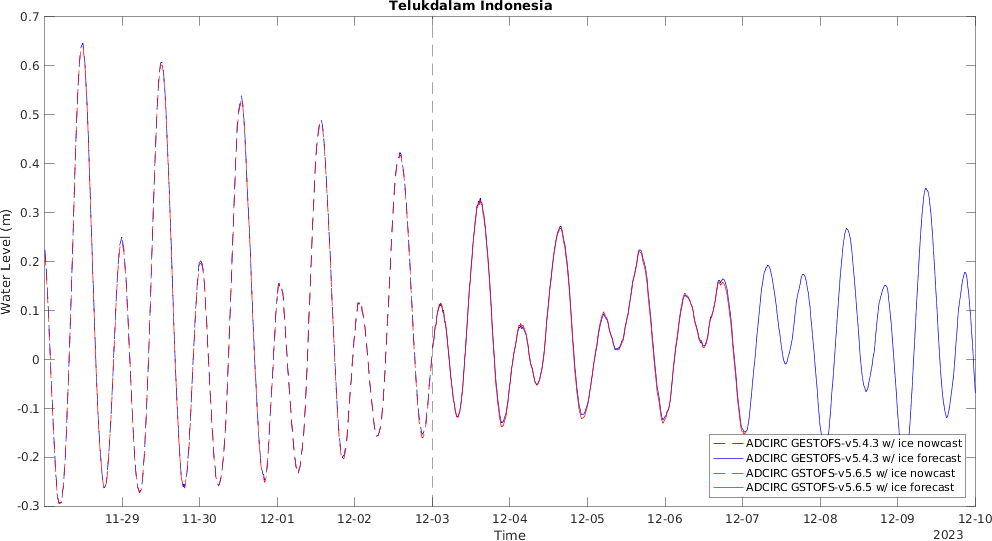 Telukdalam Indonesia
0.7
0.6
0.5
0.4
0.3
0.2
0.1
0
-0.1
-0.2
-0.3
Water Level (m)
ADCIRC GESTOFS-v5.4.3 w/ ice nowcast
ADCIRC GESTOFS-v5.4.3 w/ ice forecast
ADCIRC GSTOFS-v5.6.5 w/ ice nowcast
ADCIRC GSTOFS-v5.6.5 w/ ice forecast
11-29 11-30 12-01 12-02 12-03 12-04 12-05 12-06 12-07 12-08 12-09 12-10
Time
2023